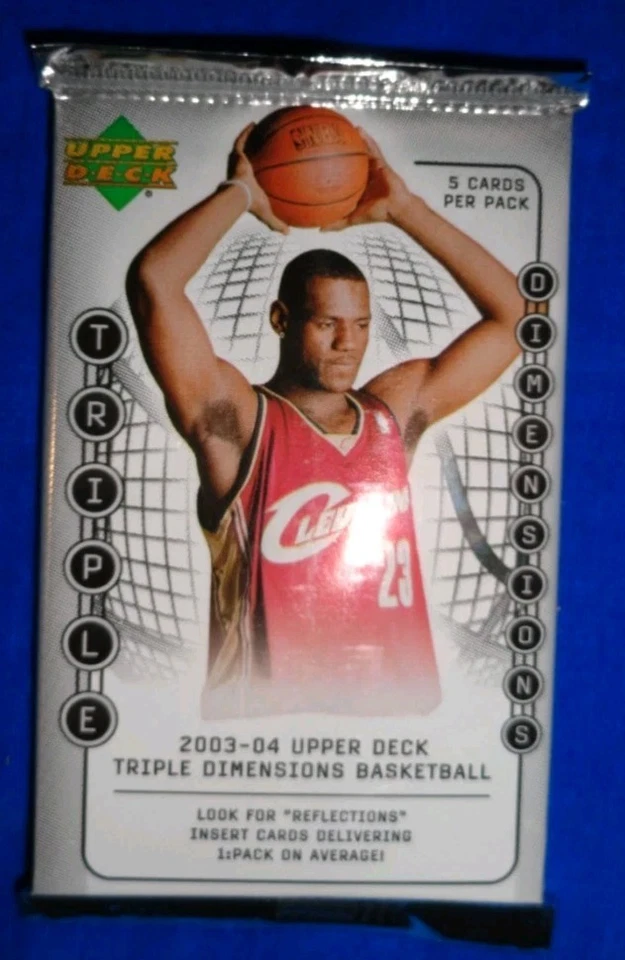 UPPER
DECK
®
5 CARDS
PER PACK
TRIPLE
DIMENSIONS
23
2003-04 UPPER DECK
TRIPLE DIMENSIONS BASKETBALL
LOOK FOR "REFLECTIONS"
INSERT CARDS DELIVERING
1:PACK ON AVERAGE!